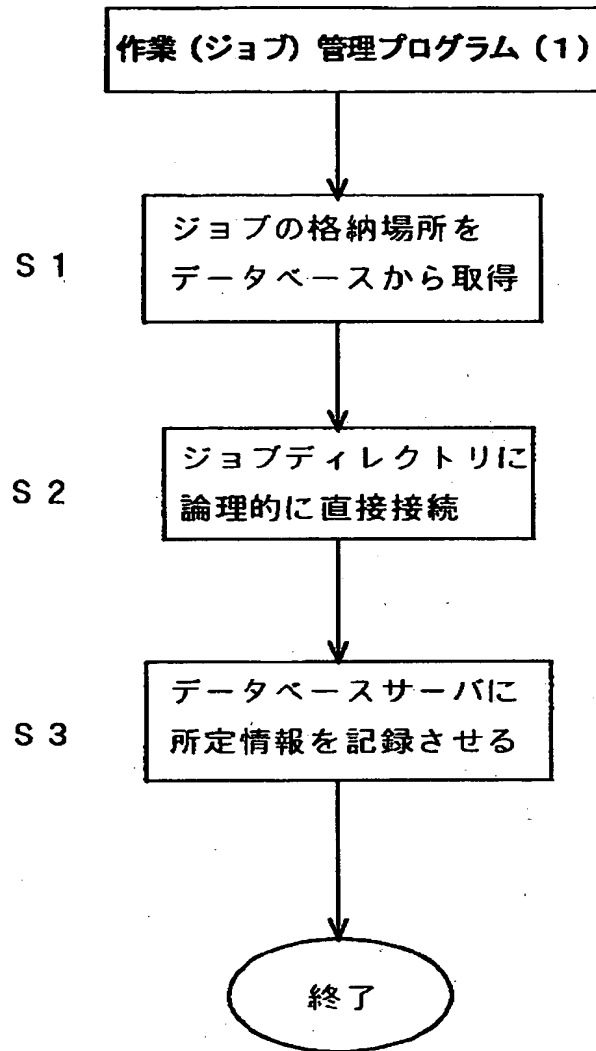 作業（ジョブ）管理プログラム（1）
S1
ジョブの格納場所を
データベースから取得
S2
ジョブディレクトリに
論理的に直接接続
S3
データベースサーバに
所定情報を記録させる
終了